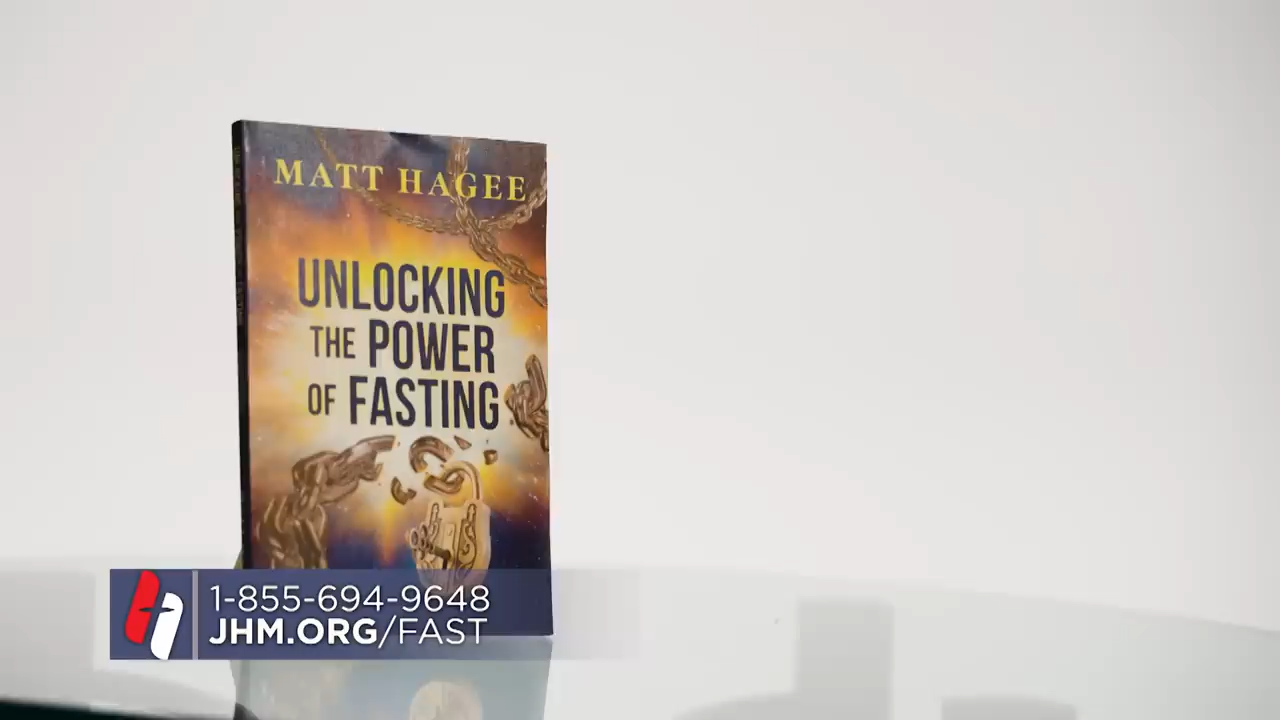 MATT HAGEE
UNLOCKING
THE POWER
OF FASTING
1-855-694-9648
JHM.ORG/FAST